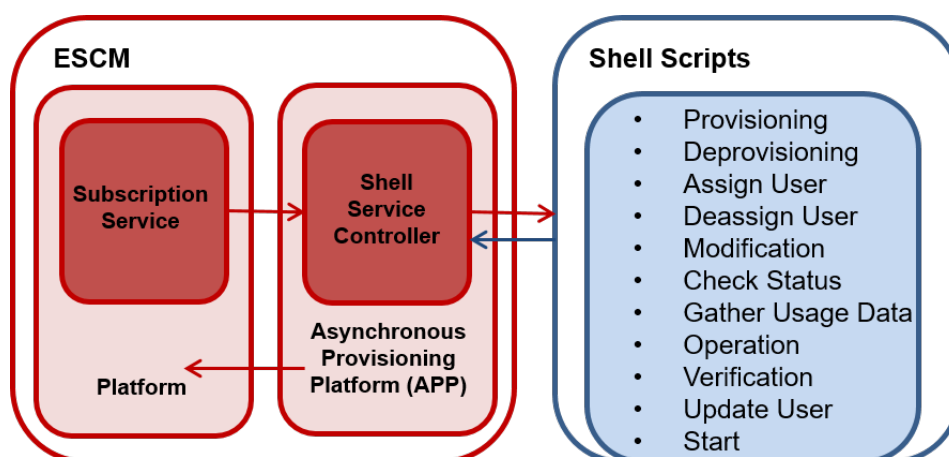 ESCM
Subscription
Service
Platform
Shell
Service
Controller
Asynchronous
Provisioning
Platform (APP)
Shell Scripts
• Provisioning
• Deprovisioning
• Assign User
• Deassign User
• Modification
• Check Status
• Gather Usage Data
• Operation
• Verification
• Update User
• Start